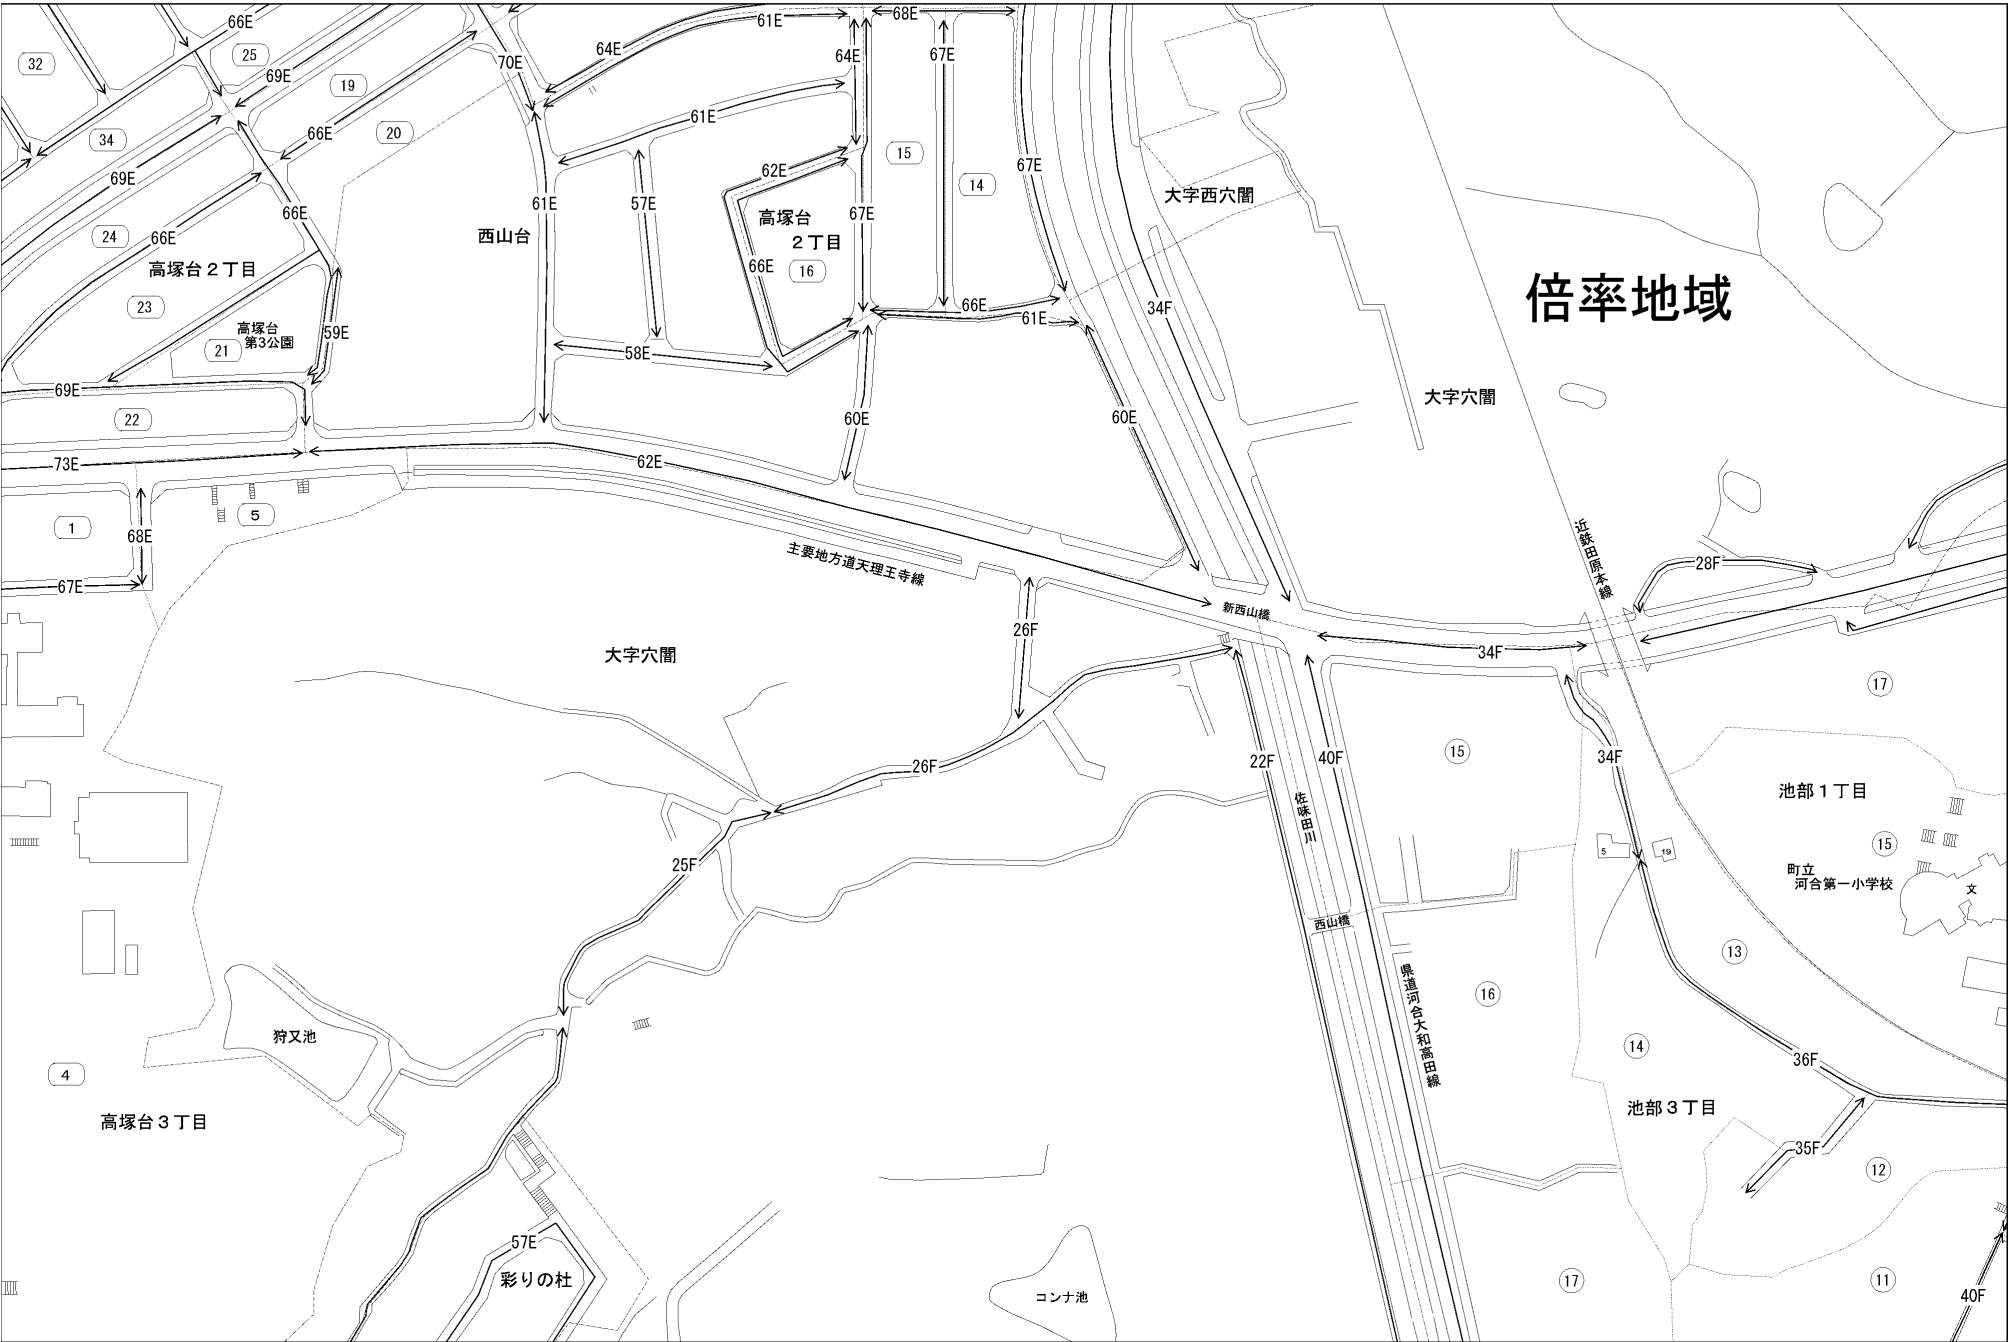 66E
61E
68E
32
25
64E
64E
67E
70E
69E
19
61E
34
66E
20
15
62E
14
67E
69E
57E
61E
67E
大字西穴闇
24
66E
66E
高塚台
２丁目
西山台
高塚台２丁目
66E
16
倍率地域
23
66E
34F
59E
高塚台
第3公園
61E
21
58E
69E
大字穴闇
22
60E
60E
73E
62E
1
5
68E
近鉄田原本線
主要地方道天理王寺線
28F
67E
新西山橋
26F
大字穴闇
34F
17
15
22F
40F
34F
26F
池部１丁目
佐味田川
25F
5
19
15
町立
河合第一小学校
文
西山橋
13
県道河合大和高田線
16
狩又池
14
36F
4
池部３丁目
高塚台３丁目
35F
12
57E
彩りの杜
17
11
コンナ池
40F